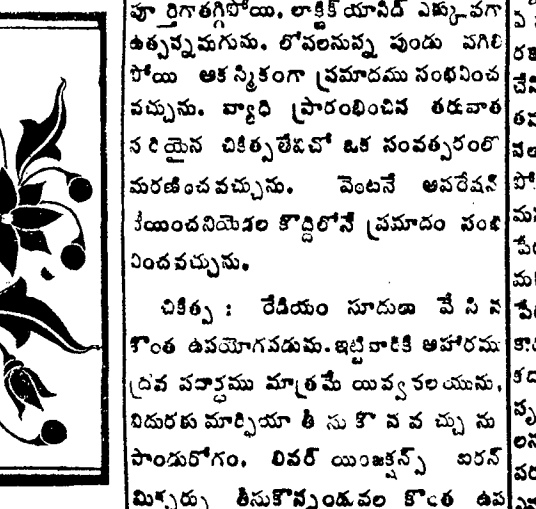 పూర్తిగాతగ్గిపోయి. లాక్టిక్ యాసిడ్ ఎక్కువగా
ఉత్పన్నమగును. లోపలనున్న పుండు పగిలి
పోయి ఆకస్మికంగా ప్రమాదము సంభవించ
వచ్చును. వ్యాధి ప్రారంభించిన తరువాత
సరియైన చికిత్సలేకచో ఒక సంవత్సరంలో
మరణించవచ్చును. వెంటనే ఆపరేషన్
చేయించనియెడల కొద్దిలోనే ప్రమాదం సంభ
వించవచ్చును.
చికిత్స : రేడియం సూదులు వేసిన
కొంత ఉపయోగపడును. ఇట్టివారికి ఆహారము
ద్రవ పదార్థము మాత్రమే యివ్వవలయును,
నిదురకు మార్ఫియా తీసుకొనవచ్చును
పాండురోగం. లివర్ యింజక్షన్స్ ఐరన్
మిక్చర్సు తీసుకొన్నందువల కొంత ఉప